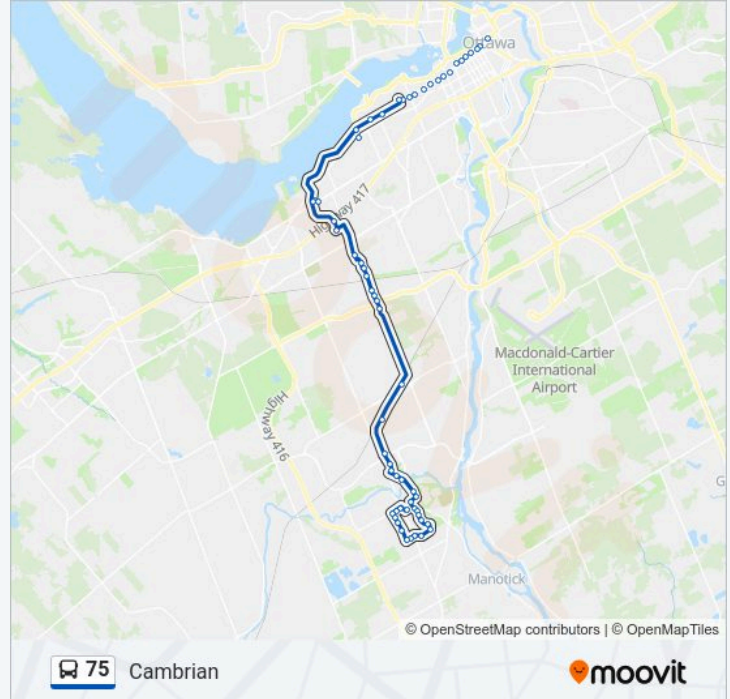 Ottawa
Highway 417
Macdonald-Cartier
International
Airport
Highway 416
G
Manotick
© OpenStreetMap contributors | © OpenMapTiles
75 Cambrian
moovit